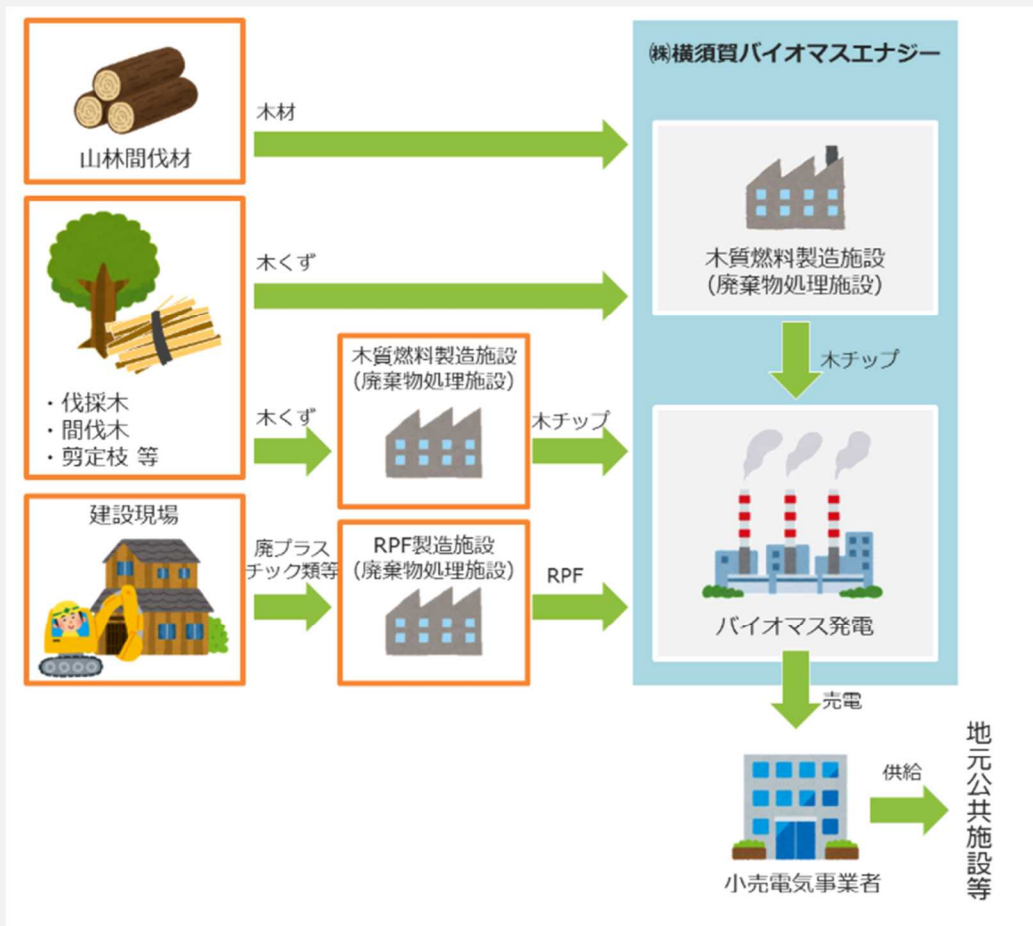 ㈱横須賀バイオマスエナジー
山林間伐材
木材
木質燃料製造施設
(廃棄物処理施設)
木くず
・伐採木
・間伐木
・剪定枝 等
木くず
木質燃料製造施設
(廃棄物処理施設)
木チップ
木チップ
建設現場
廃プラス
チック類等
RPF製造施設
(廃棄物処理施設)
RPF
バイオマス発電
売電
小売電気事業者
供給
地元公共施設等